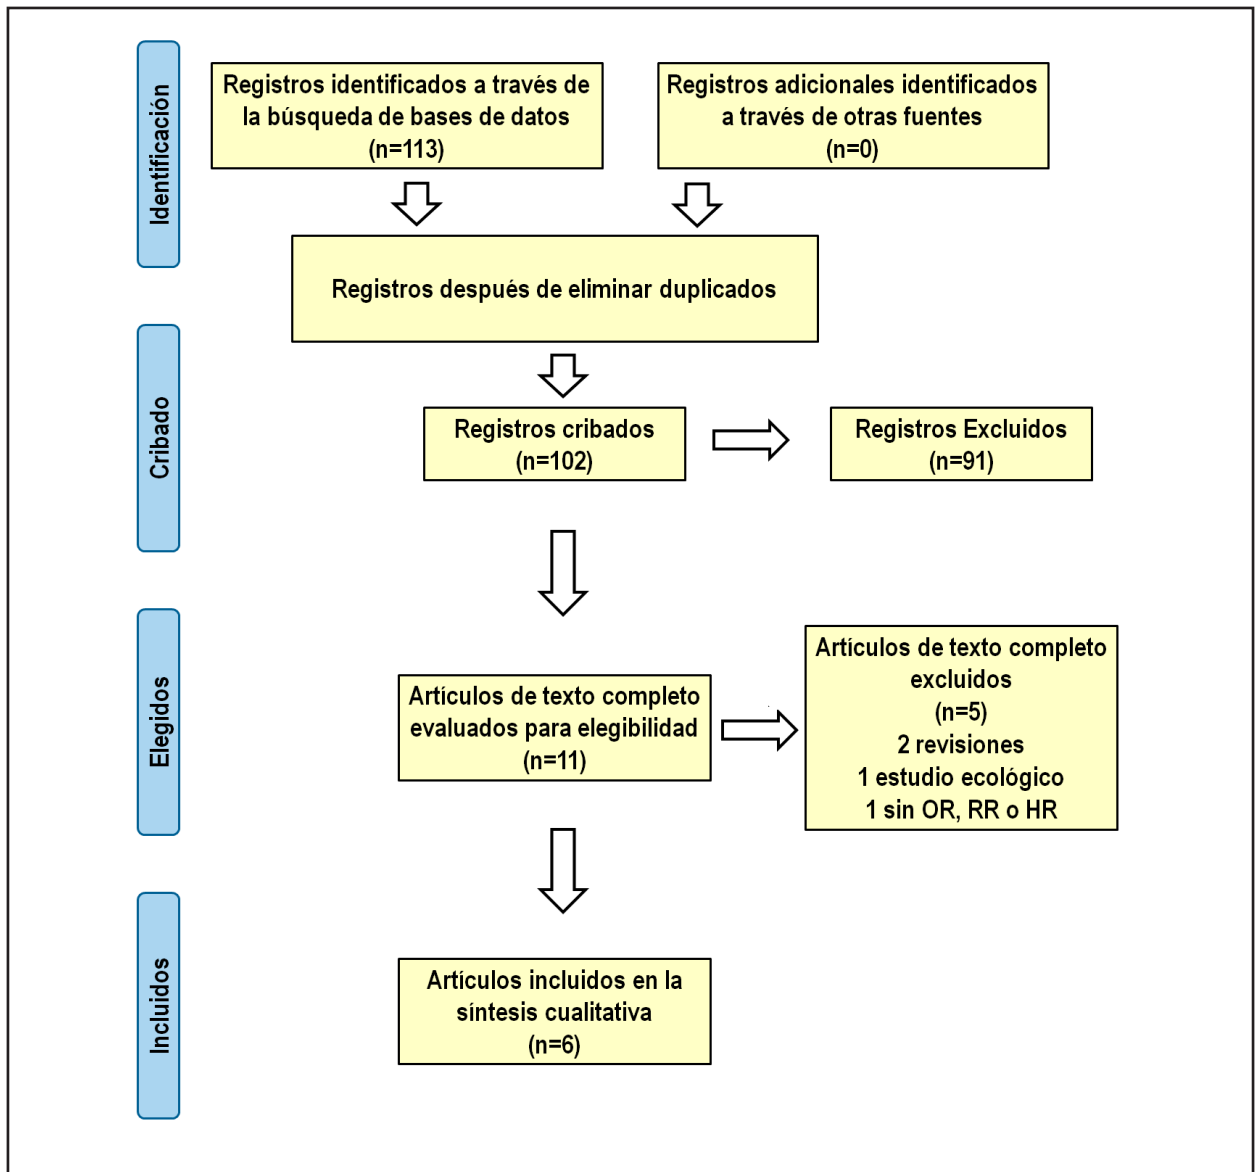 Identificación
Registros identificados a través de
la búsqueda de bases de datos
(n=113)
Registros adicionales identificados
a través de otras fuentes
(n=0)
Registros después de eliminar duplicados
Cribado
Registros cribados
(n=102)
Registros Excluidos
(n=91)
Elegidos
Artículos de texto completo
evaluados para elegibilidad
(n=11)
Artículos de texto completo
excluidos
(n=5)
2 revisiones
1 estudio ecológico
1 sin OR, RR o HR
Incluidos
Artículos incluidos en la
síntesis cualitativa
(n=6)